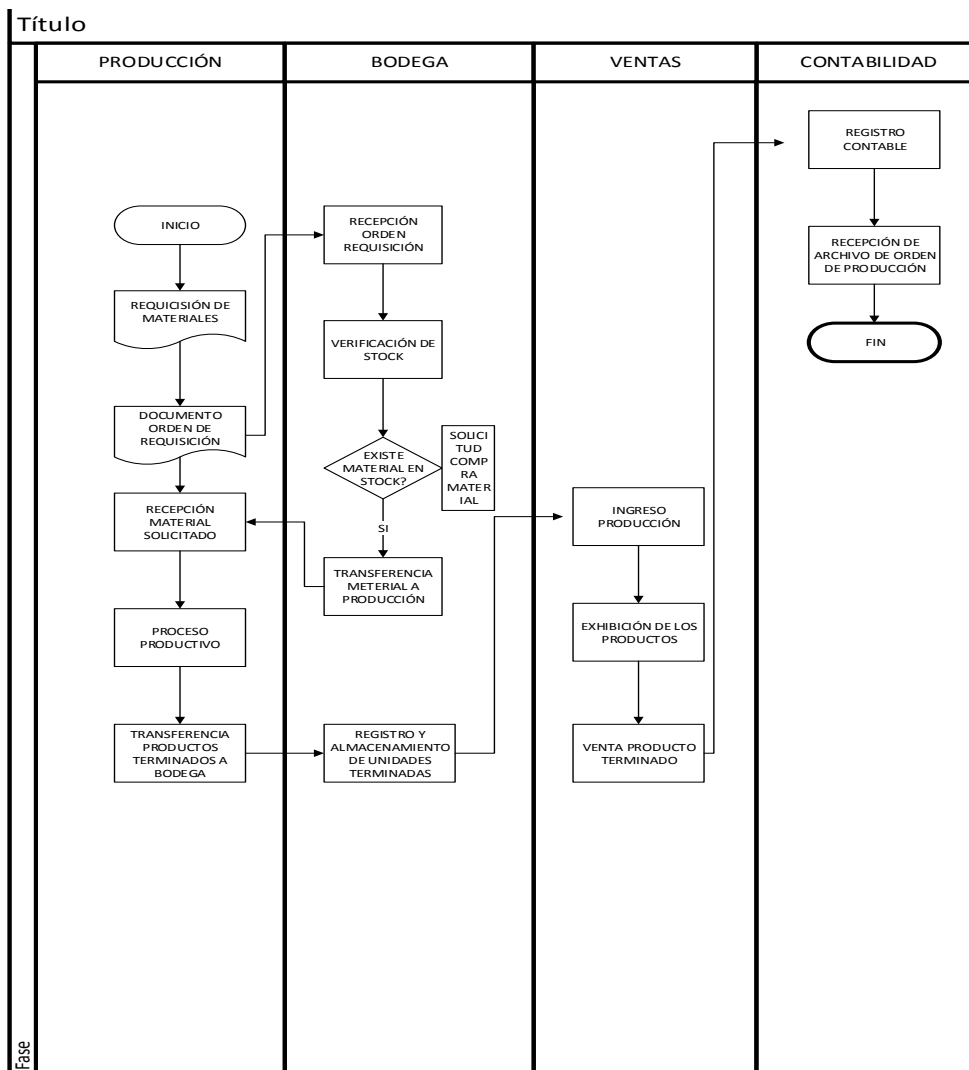 Título
PRODUCCIÓN
BODEGA
VENTAS
CONTABILIDAD
Fase
INICIO
REQUICISIÓN DE
MATERIALES
DOCUMENTO
ORDEN DE
REQUISICIÓN
RECEPCIÓN
MATERIAL
SOLICITADO
PROCESO
PRODUCTIVO
TRANSFERENCIA
PRODUCTOS
TERMINADOS A
BODEGA
RECEPCIÓN
ORDEN
REQUISICIÓN
VERIFICACIÓN DE
STOCK
EXISTE
MATERIAL EN
STOCK?
SOLICI
TUD
COMP
RA
MATER
IAL
SI
TRANSFERENCIA
METERIAL A
PRODUCCIÓN
REGISTRO Y
ALMACENAMIENTO
DE UNIDADES
TERMINADAS
INGRESO
PRODUCCIÓN
EXHIBICIÓN DE LOS
PRODUCTOS
VENTA PRODUCTO
TERMINADO
REGISTRO
CONTABLE
RECEPCIÓN DE
ARCHIVO DE ORDEN
DE PRODUCCIÓN
FIN